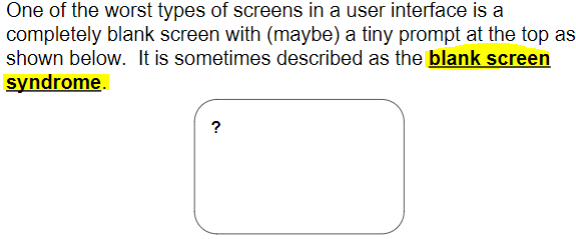 One of the worst types of screens in a user interface is a
completely blank screen with (maybe) a tiny prompt at the top as
shown below.  It is sometimes described as the blank screen
syndrome.
?